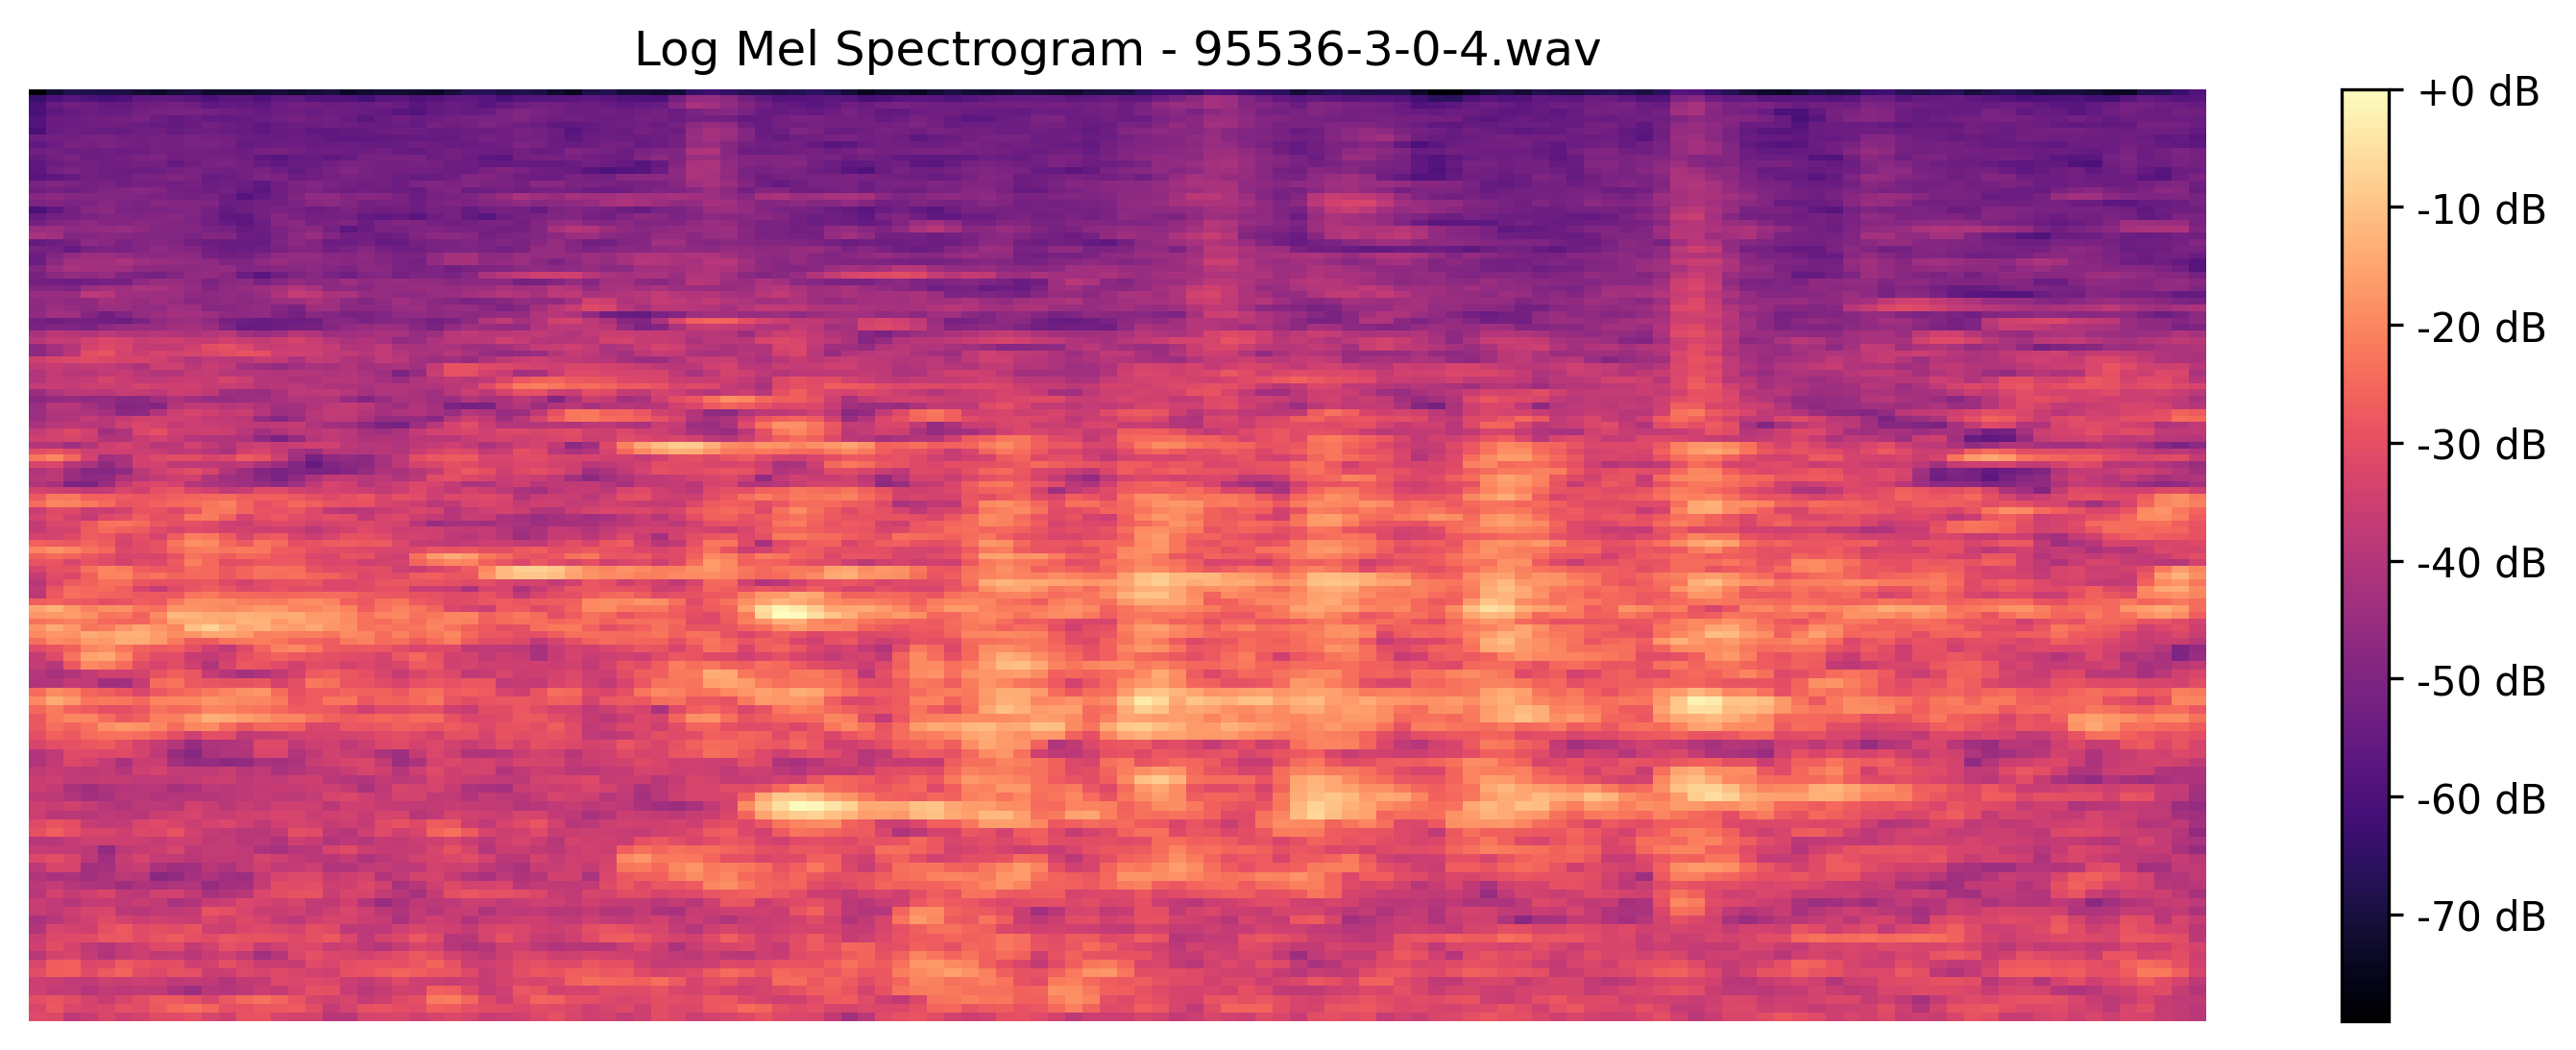 Log Mel Spectrogram - 95536-3-0-4.wav
+0 dB
-10 dB
-20 dB
-30 dB
-40 dB
-50 dB
-60 dB
-70 dB